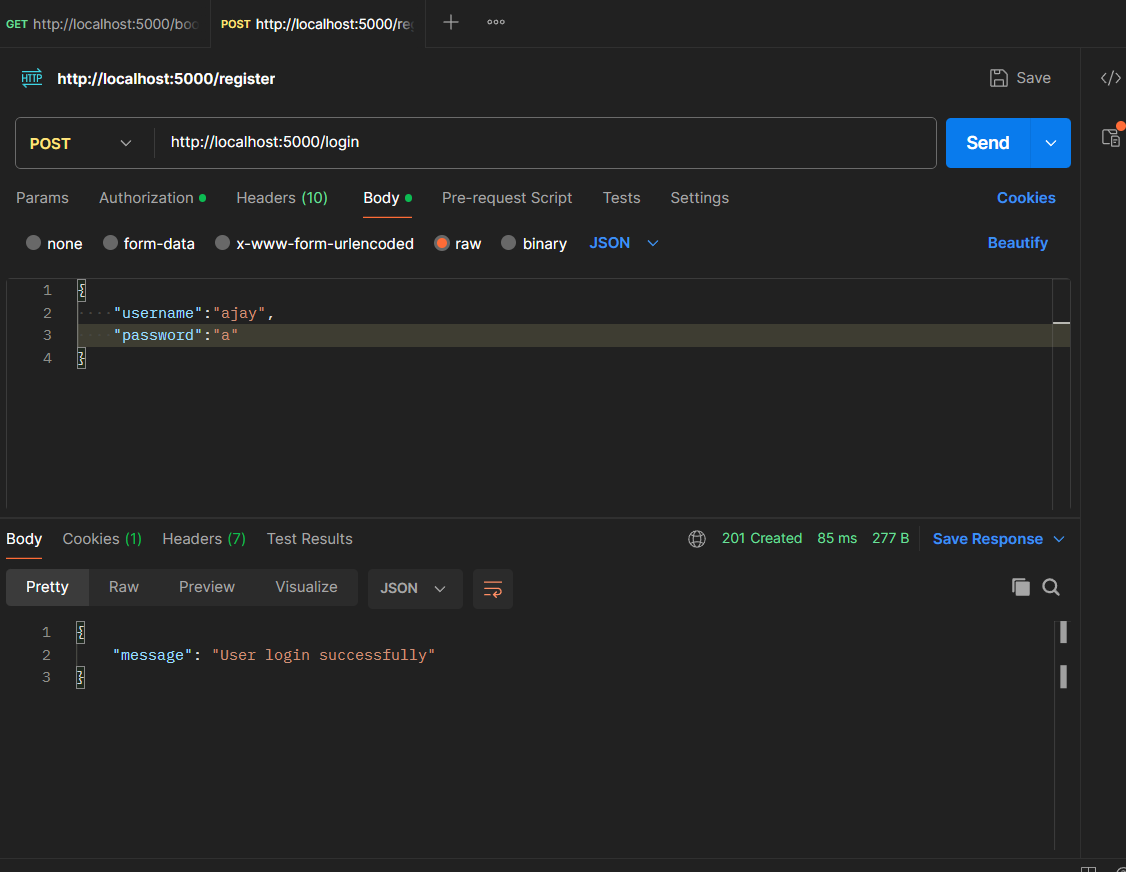 GET http://localhost:5000/boo POST http://localhost:5000/reg
HTTP http://localhost:5000/register Save </>
POST http://localhost:5000/login Send
Params Authorization Headers (10) Body Pre-request Script Tests Settings Cookies
none form-data x-www-form-urlencoded raw binary JSON Beautify
1 {
2 "username":"ajay",
3 "password":"a"
4 }
Body Cookies (1) Headers (7) Test Results 201 Created 85 ms 277 B Save Response
Pretty Raw Preview Visualize JSON
1 {
2 "message": "User login successfully"
3 }